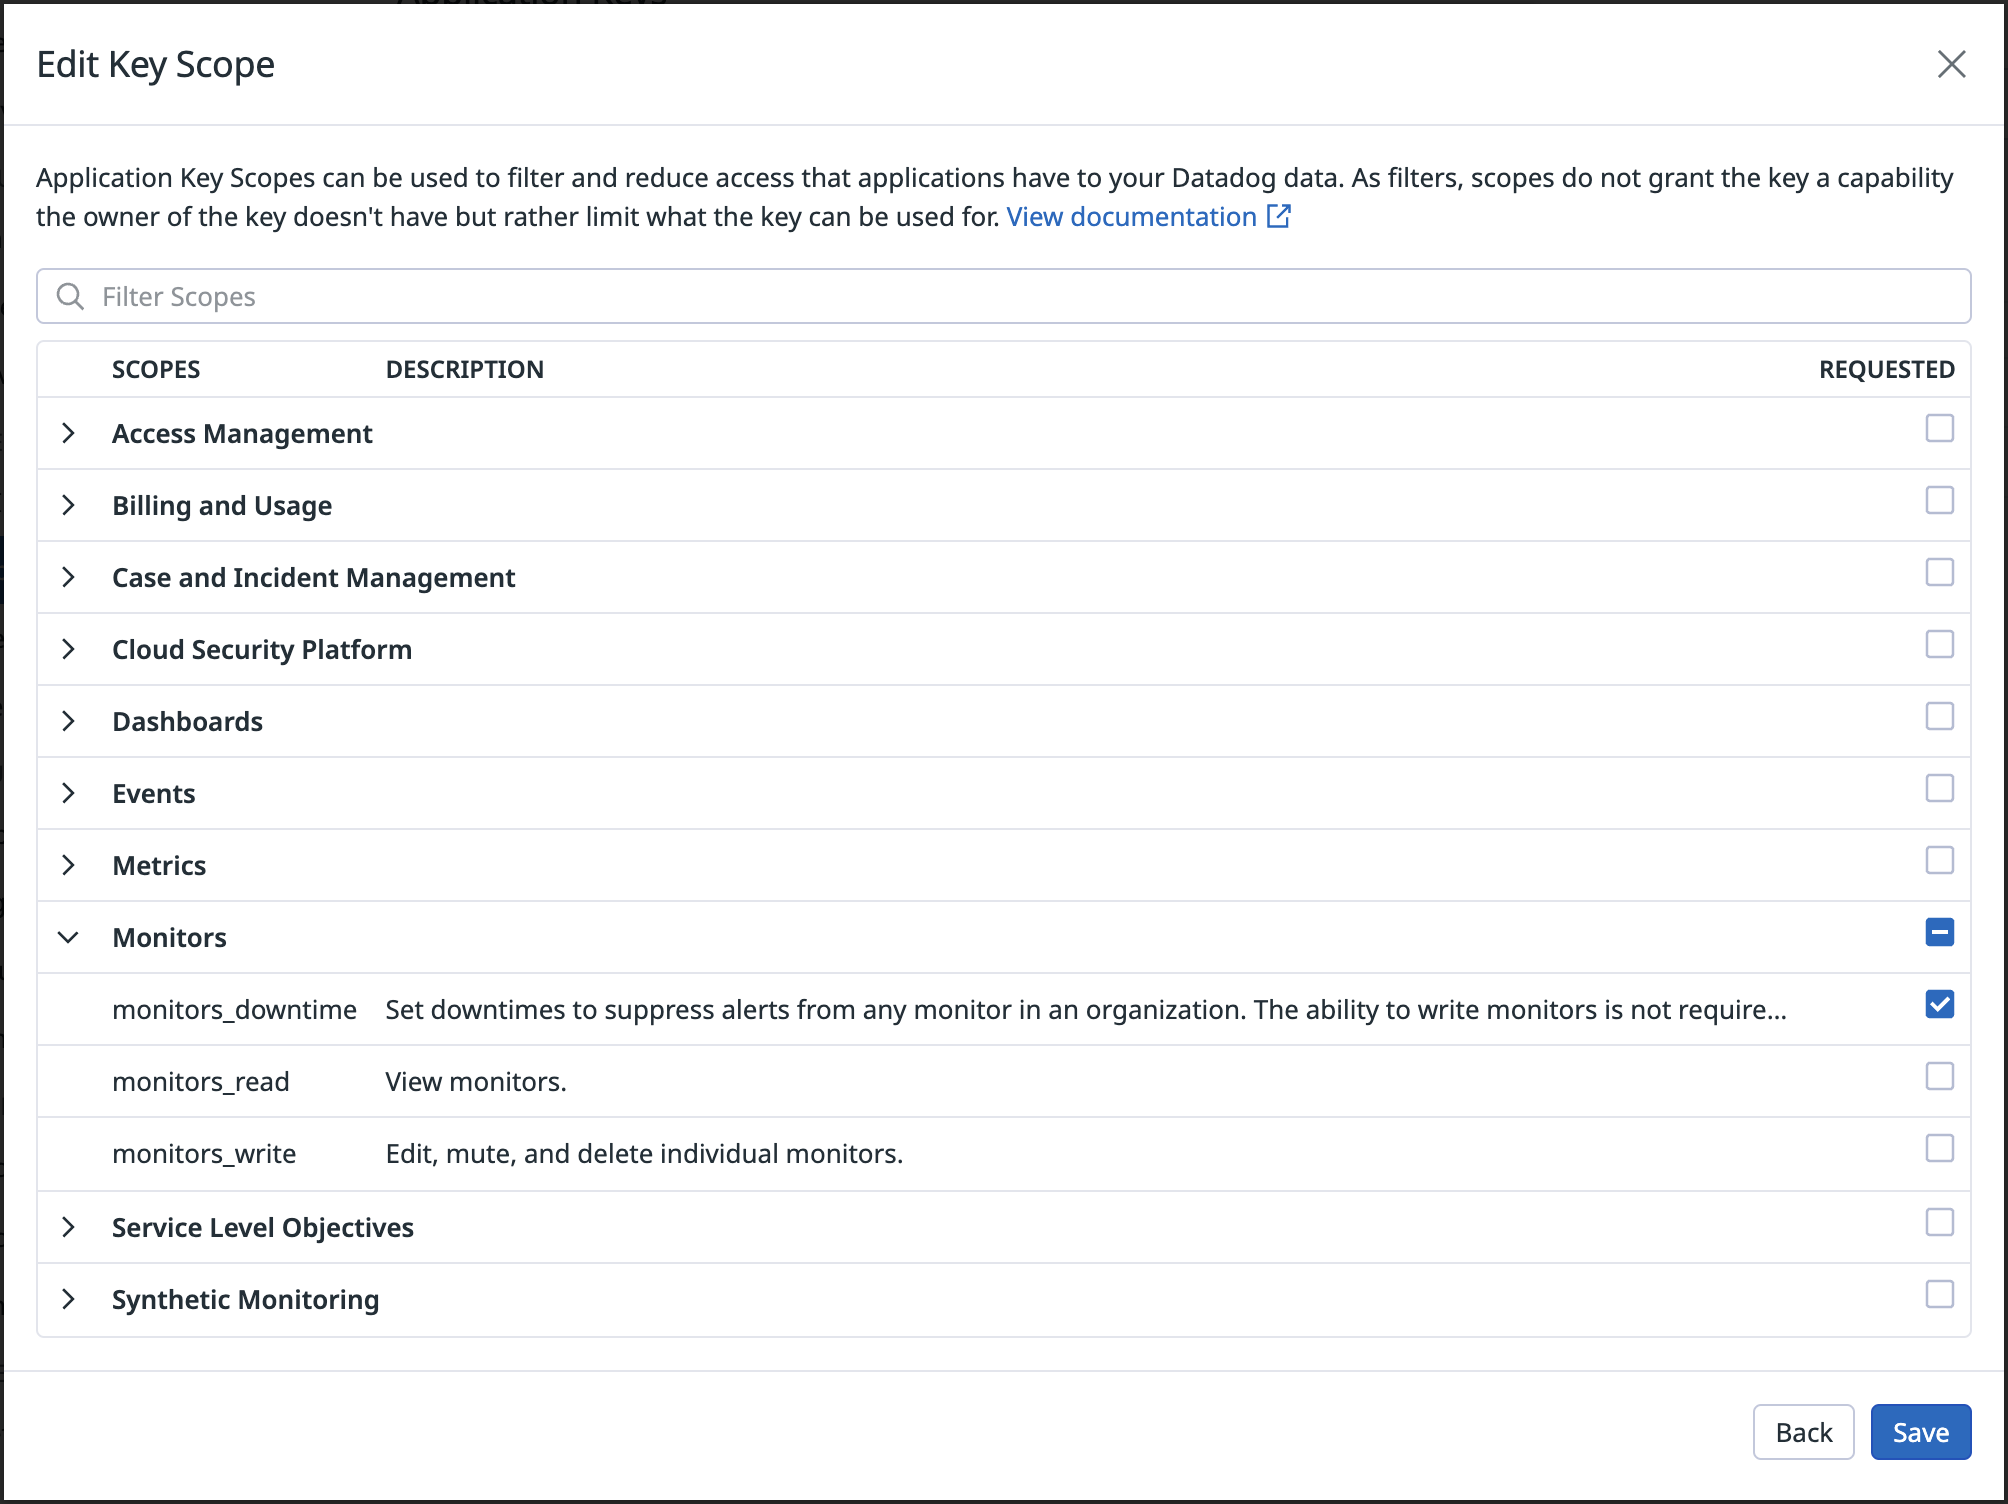 Edit Key Scope
Application Key Scopes can be used to filter and reduce access that applications have to your Datadog data. As filters, scopes do not grant the key a capability
the owner of the key doesn't have but rather limit what the key can be used for. View documentation
Filter Scopes
SCOPES DESCRIPTION REQUESTED
Access Management
Billing and Usage
Case and Incident Management
Cloud Security Platform
Dashboards
Events
Metrics
Monitors
monitors_downtime Set downtimes to suppress alerts from any monitor in an organization. The ability to write monitors is not require...
monitors_read View monitors.
monitors_write Edit, mute, and delete individual monitors.
Service Level Objectives
Synthetic Monitoring
Back Save